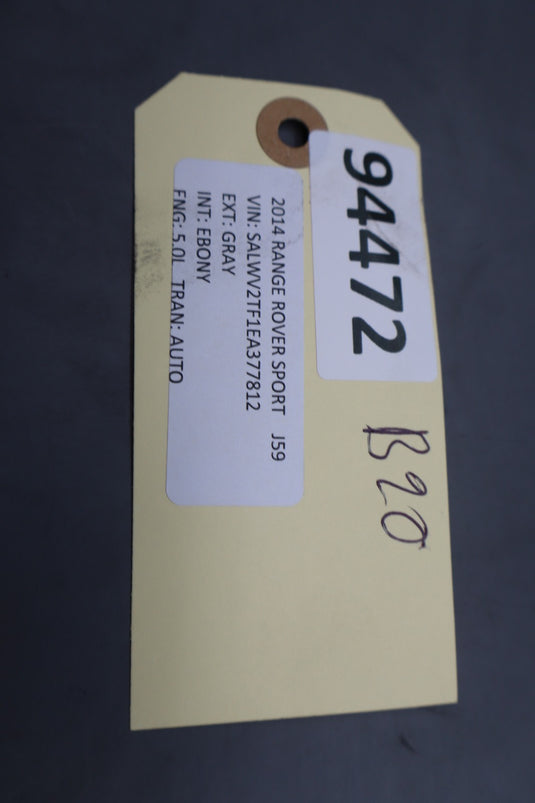 94472
B20
2014 RANGE ROVER SPORT J59
VIN: SALWV2TF1EA377812
EXT: GRAY
INT: EBONY
ENG: 5.0L TRAN: AUTO